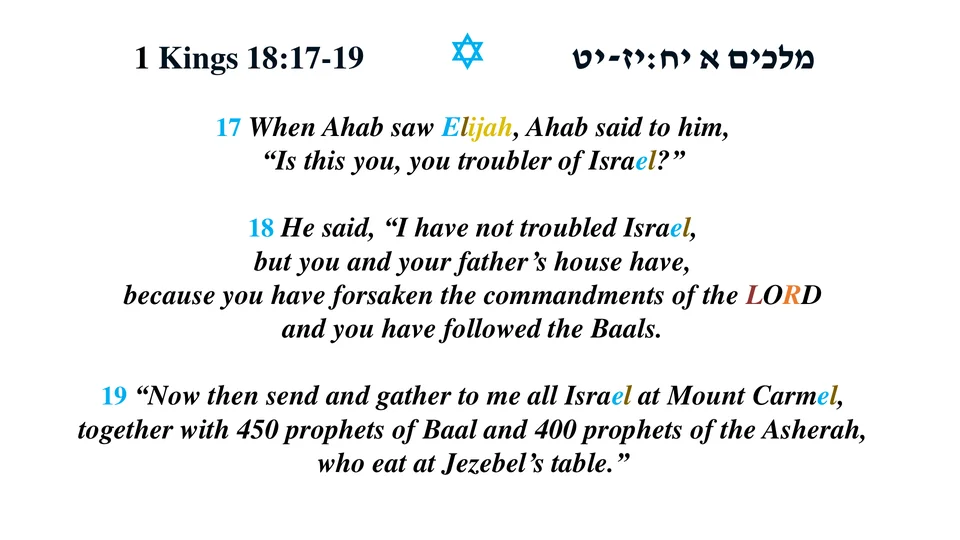 1 Kings 18:17-19 ✡ מלכים א יח:יז-יט
17 When Ahab saw Elijah, Ahab said to him,
“Is this you, you troubler of Israel?”
18 He said, “I have not troubled Israel,
but you and your father’s house have,
because you have forsaken the commandments of the LORD
and you have followed the Baals.
19 “Now then send and gather to me all Israel at Mount Carmel,
together with 450 prophets of Baal and 400 prophets of the Asherah,
who eat at Jezebel’s table.”